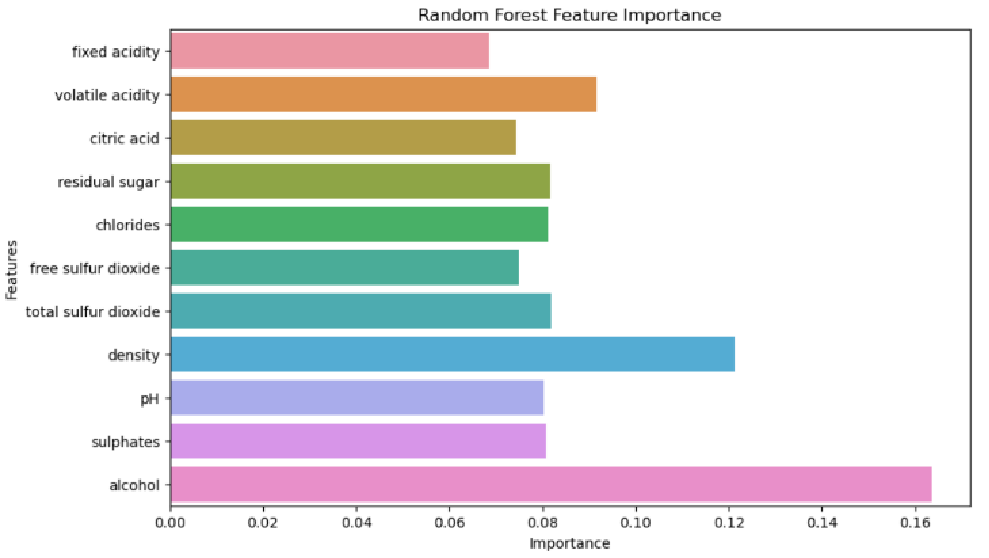 Random Forest Feature Importance
Features
fixed acidity
volatile acidity
citric acid
residual sugar
chlorides
free sulfur dioxide
total sulfur dioxide
density
pH
sulphates
alcohol
0.00 0.02 0.04 0.06 0.08 0.10 0.12 0.14 0.16
Importance